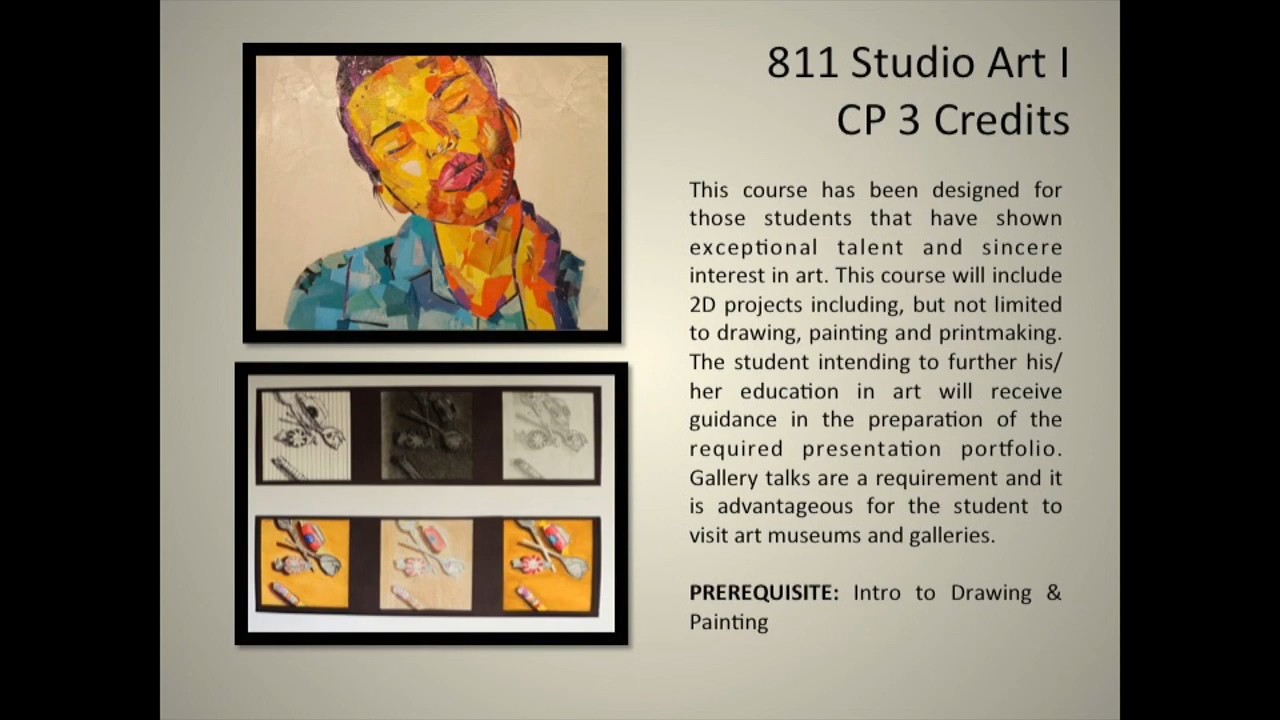 811 Studio Art I
CP 3 Credits
This course has been designed for
those students that have shown
exceptional talent and sincere
interest in art. This course will include
2D projects including, but not limited
to drawing, painting and printmaking.
The student intending to further his/
her education in art will receive
guidance in the preparation of the
required presentation portfolio.
Gallery talks are a requirement and it
is advantageous for the student to
visit art museums and galleries.
PREREQUISITE: Intro to Drawing &
Painting